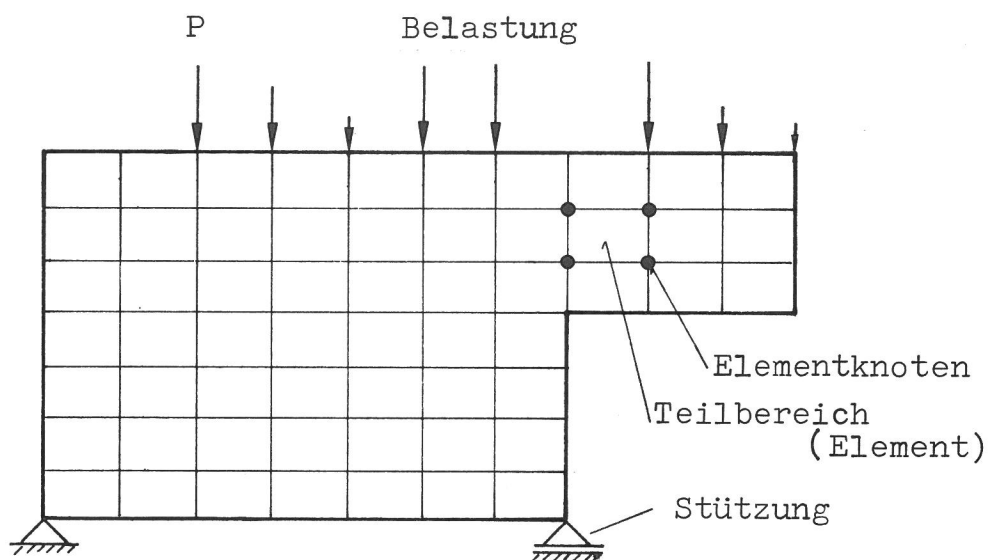 P
Belastung
Elementknoten
Teilbereich
(Element)
Stützung